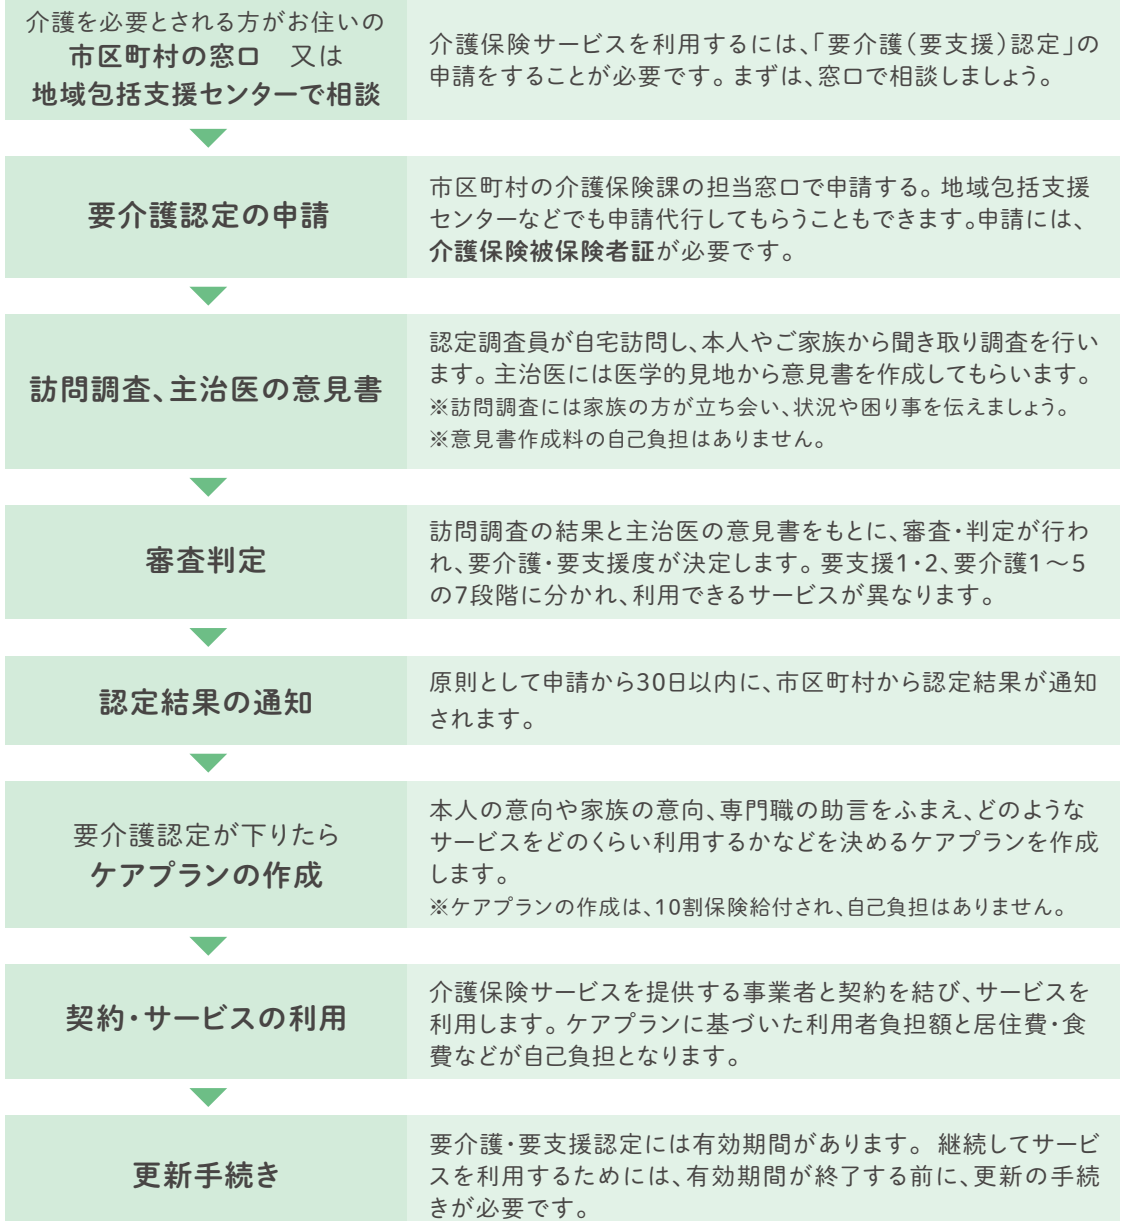 介護を必要とされる方がお住いの
市区町村の窓口　又は
地域包括支援センターで相談
介護保険サービスを利用するには、「要介護（要支援）認定」の
申請をすることが必要です。まずは、窓口で相談しましょう。
要介護認定の申請
市区町村の介護保険課の担当窓口で申請する。地域包括支援
センターなどでも申請代行してもらうこともできます。申請には、
介護保険被保険者証が必要です。
訪問調査、主治医の意見書
認定調査員が自宅訪問し、本人やご家族から聞き取り調査を行い
ます。主治医には医学的見地から意見書を作成してもらいます。
※訪問調査には家族の方が立ち会い、状況や困り事を伝えましょう。
※意見書作成料の自己負担はありません。
審査判定
訪問調査の結果と主治医の意見書をもとに、審査・判定が行わ
れ、要介護・要支援度が決定します。要支援1・2、要介護1〜5
の7段階に分かれ、利用できるサービスが異なります。
認定結果の通知
原則として申請から30日以内に、市区町村から認定結果が通知
されます。
要介護認定が下りたら
ケアプランの作成
本人の意向や家族の意向、専門職の助言をふまえ、どのような
サービスをどのくらい利用するかなどを決めるケアプランを作成
します。
※ケアプランの作成は、10割保険給付され、自己負担はありません。
契約・サービスの利用
介護保険サービスを提供する事業者と契約を結び、サービスを
利用します。ケアプランに基づいた利用者負担額と居住費・食
費などが自己負担となります。
更新手続き
要介護・要支援認定には有効期間があります。継続してサービ
スを利用するためには、有効期間が終了する前に、更新の手続
きが必要です。